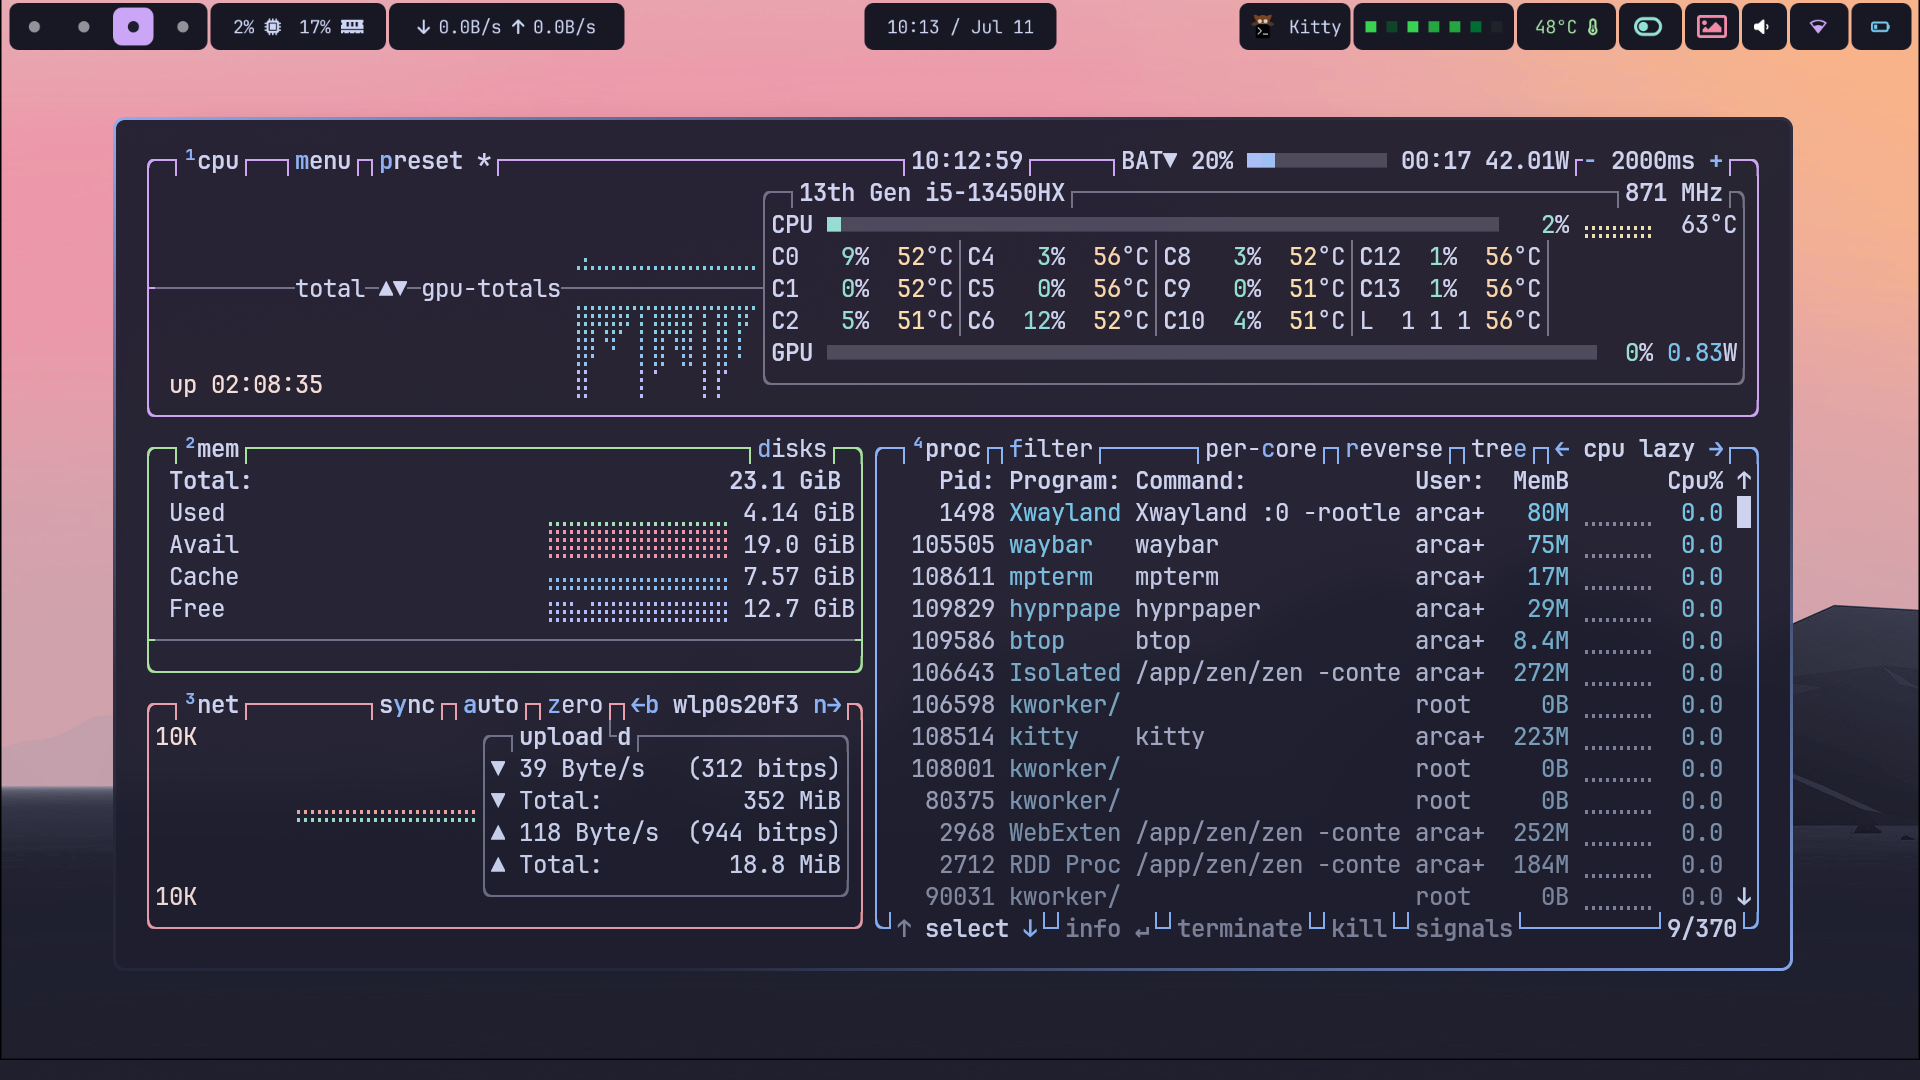 2% 17% ↓ 0.0B/s ↑ 0.0B/s 10:13 / Jul 11 Kitty 48°C
¹cpu menu preset * 10:12:59 BAT▼ 20% 00:17 42.01W - 2000ms +
13th Gen i5-13450HX 871 MHz
CPU 2% 63°C
C0 9% 52°C C4 3% 56°C C8 3% 52°C C12 1% 56°C
total ▲▼ gpu-totals
C1 0% 52°C C5 0% 56°C C9 0% 51°C C13 1% 56°C
C2 5% 51°C C6 12% 52°C C10 4% 51°C L 1 1 1 56°C
GPU 0% 0.83W
up 02:08:35
²mem disks
Total: 23.1 GiB
Used 4.14 GiB
Avail 19.0 GiB
Cache 7.57 GiB
Free 12.7 GiB
³net sync auto zero ←b wlp0s20f3 n→
10K
upload d
▼ 39 Byte/s (312 bitps)
▼ Total: 352 MiB
▲ 118 Byte/s (944 bitps)
▲ Total: 18.8 MiB
10K
⁴proc filter per-core reverse tree ← cpu lazy →
Pid: Program: Command: User: MemB Cpu% ↑
1498 Xwayland Xwayland :0 -rootle arca+ 80M 0.0
105505 waybar waybar arca+ 75M 0.0
108611 mpterm mpterm arca+ 17M 0.0
109829 hyprpape hyprpaper arca+ 29M 0.0
109586 btop btop arca+ 8.4M 0.0
106643 Isolated /app/zen/zen -conte arca+ 272M 0.0
106598 kworker/ root 0B 0.0
108514 kitty kitty arca+ 223M 0.0
108001 kworker/ root 0B 0.0
80375 kworker/ root 0B 0.0
2968 WebExten /app/zen/zen -conte arca+ 252M 0.0
2712 RDD Proc /app/zen/zen -conte arca+ 184M 0.0
90031 kworker/ root 0B 0.0 ↓
↑ select ↓ info ↵ terminate kill signals 9/370